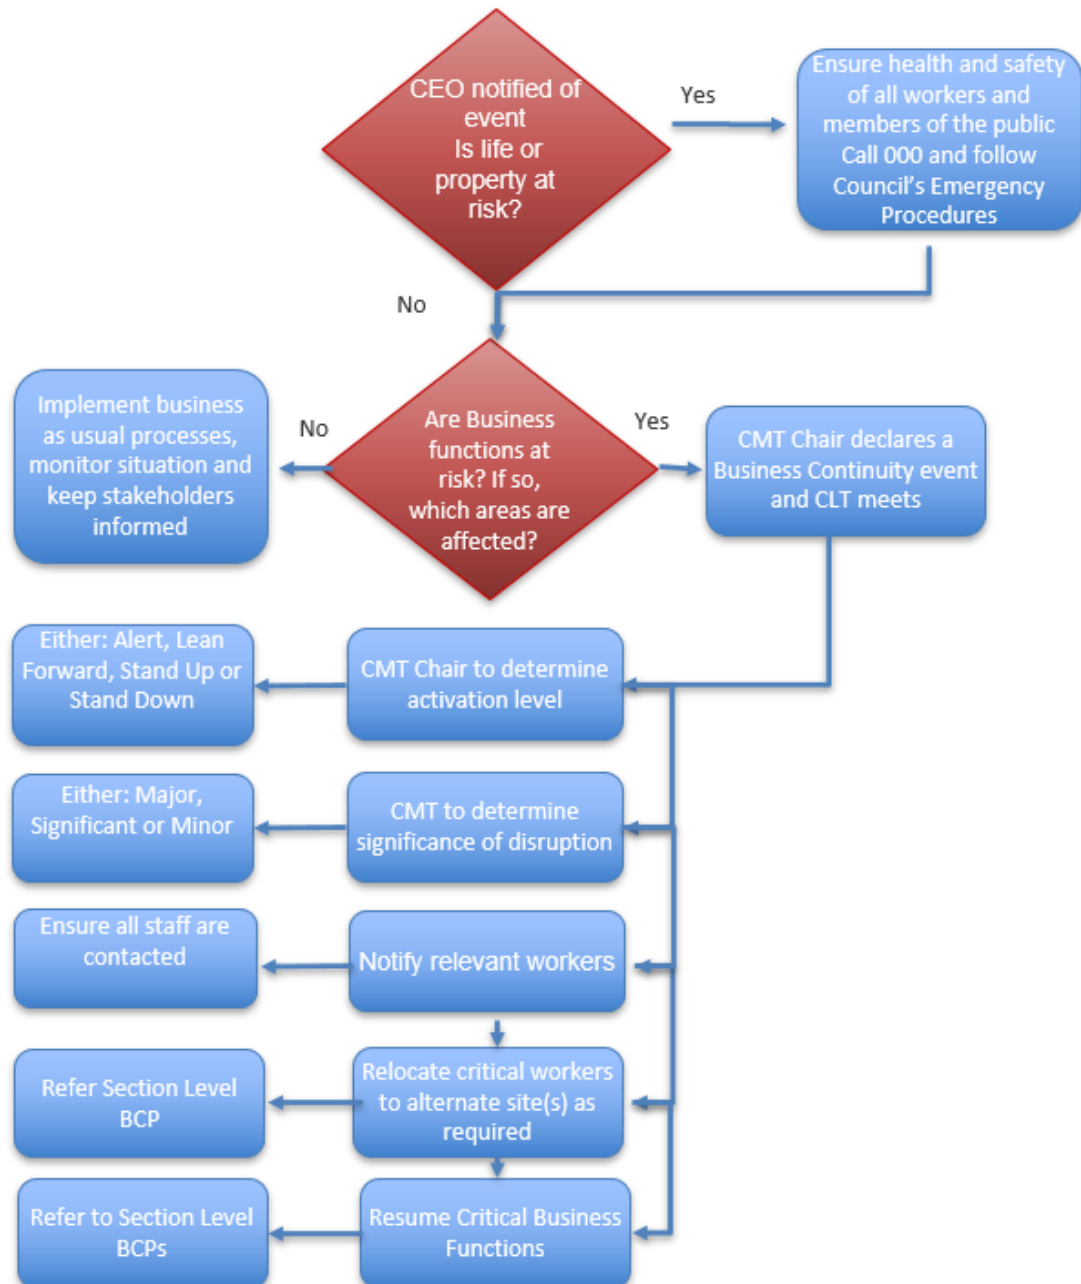 CEO notified of
event
Is life or
property at
risk?
Yes
Ensure health and safety
of all workers and
members of the public
Call 000 and follow
Council's Emergency
Procedures
No
Are Business
functions at
risk? If so,
which areas are
affected?
No
Implement business
as usual processes,
monitor situation and
keep stakeholders
informed
Yes
CMT Chair declares a
Business Continuity event
and CLT meets
CMT Chair to determine
activation level
Either: Alert, Lean
Forward, Stand Up or
Stand Down
CMT to determine
significance of disruption
Either: Major,
Significant or Minor
Notify relevant workers
Ensure all staff are
contacted
Relocate critical workers
to alternate site(s) as
required
Refer Section Level
BCP
Resume Critical Business
Functions
Refer to Section Level
BCPs